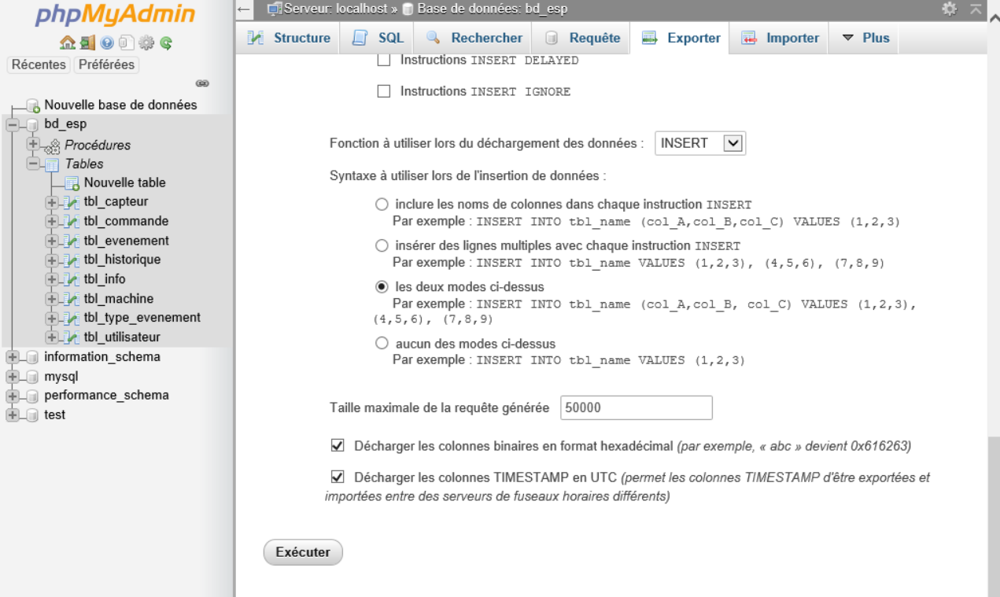 phpMyAdmin
Récentes Préférées
Nouvelle base de données
bd_esp
Procédures
Tables
Nouvelle table
tbl_capteur
tbl_commande
tbl_evenement
tbl_historique
tbl_info
tbl_machine
tbl_type_evenement
tbl_utilisateur
information_schema
mysql
performance_schema
test
Serveur: localhost » Base de données: bd_esp
Structure SQL Rechercher Requête Exporter Importer Plus
Instructions INSERT DELAYED
Instructions INSERT IGNORE
Fonction à utiliser lors du déchargement des données : INSERT
Syntaxe à utiliser lors de l'insertion de données :
inclure les noms de colonnes dans chaque instruction INSERT
Par exemple : INSERT INTO tbl_name (col_A,col_B,col_C) VALUES (1,2,3)
insérer des lignes multiples avec chaque instruction INSERT
Par exemple : INSERT INTO tbl_name VALUES (1,2,3), (4,5,6), (7,8,9)
les deux modes ci-dessus
Par exemple : INSERT INTO tbl_name (col_A,col_B, col_C) VALUES (1,2,3),
(4,5,6), (7,8,9)
aucun des modes ci-dessus
Par exemple : INSERT INTO tbl_name VALUES (1,2,3)
Taille maximale de la requête générée 50000
Décharger les colonnes binaires en format hexadécimal (par exemple, « abc » devient 0x616263)
Décharger les colonnes TIMESTAMP en UTC (permet les colonnes TIMESTAMP d'être exportées et
importées entre des serveurs de fuseaux horaires différents)
Exécuter